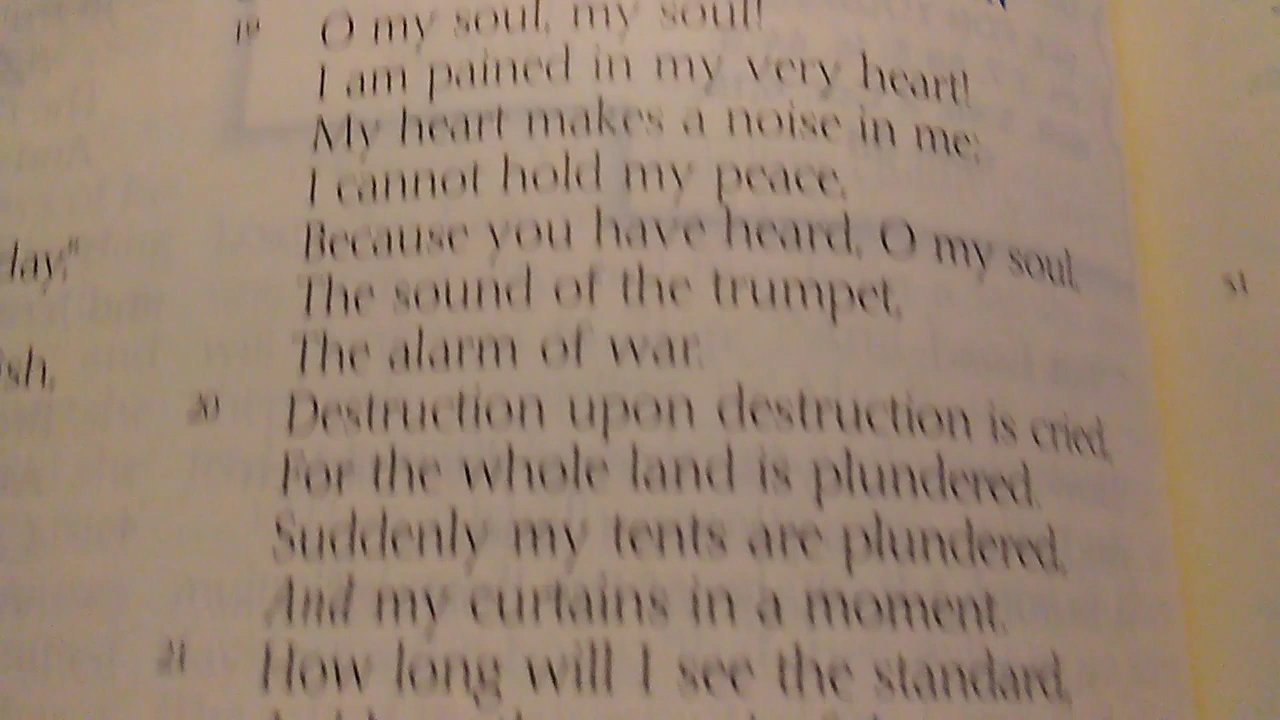 19 O my soul, my soul!
I am pained in my very heart!
My heart makes a noise in me;
I cannot hold my peace,
Because you have heard, O my soul,
The sound of the trumpet,
The alarm of war.
20 Destruction upon destruction is cried,
For the whole land is plundered.
Suddenly my tents are plundered,
And my curtains in a moment.
21 How long will I see the standard,
day,"
sh,